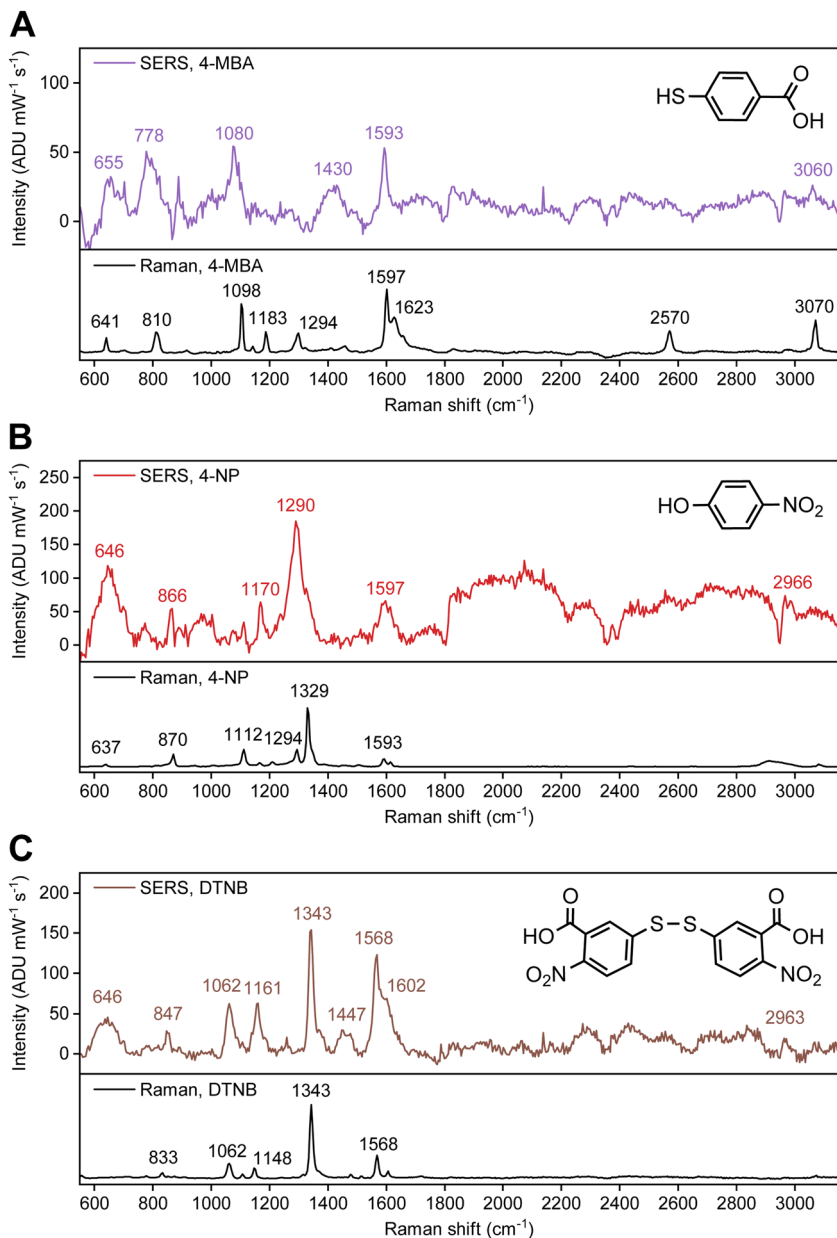 A
SERS, 4-MBA
Intensity (ADU mW⁻¹ s⁻¹)
100
50
0
655
778
1080
1430
1593
3060
HS
O
OH
Raman, 4-MBA
641
810
1098
1183
1294
1597
1623
2570
3070
600 800 1000 1200 1400 1600 1800 2000 2200 2400 2600 2800 3000
Raman shift (cm⁻¹)
B
SERS, 4-NP
Intensity (ADU mW⁻¹ s⁻¹)
250
200
150
100
50
0
646
866
1170
1290
1597
2966
HO
NO₂
Raman, 4-NP
637
870
1112
1294
1329
1593
600 800 1000 1200 1400 1600 1800 2000 2200 2400 2600 2800 3000
Raman shift (cm⁻¹)
C
SERS, DTNB
Intensity (ADU mW⁻¹ s⁻¹)
200
150
100
50
0
646
847
1062
1161
1343
1447
1568
1602
2963
O
HO
O₂N
S
S
O
OH
NO₂
Raman, DTNB
833
1062
1148
1343
1568
600 800 1000 1200 1400 1600 1800 2000 2200 2400 2600 2800 3000
Raman shift (cm⁻¹)